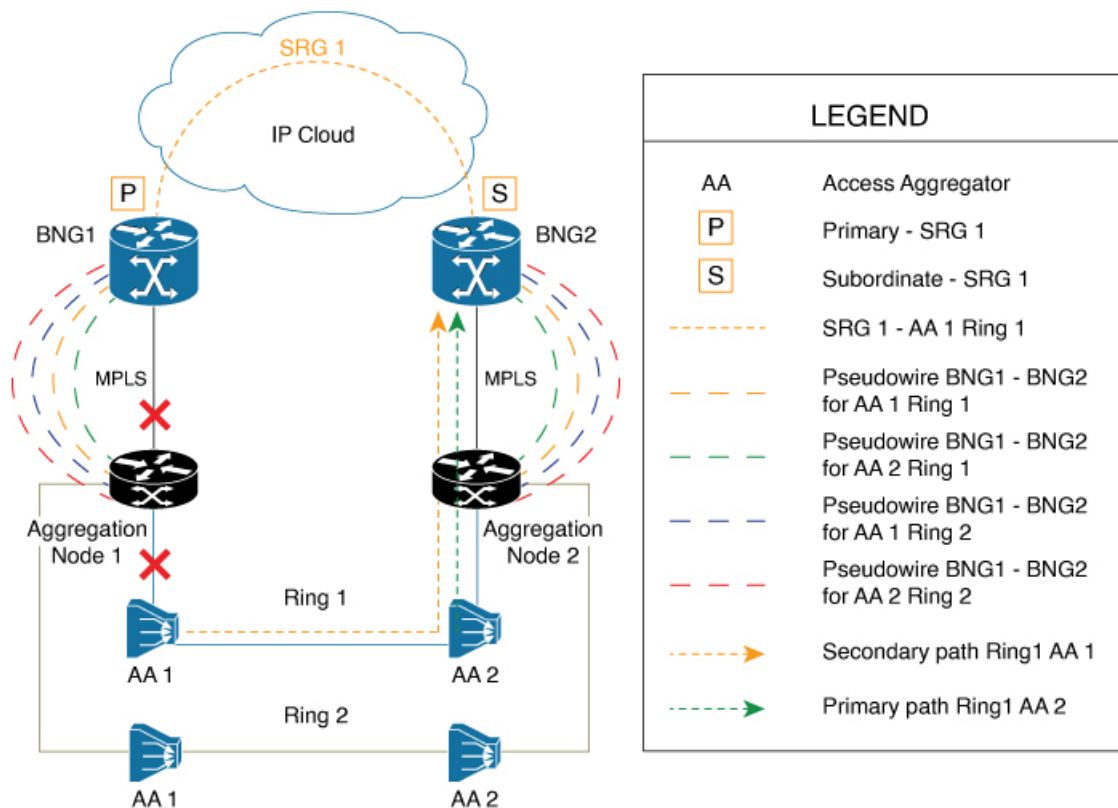 SRG 1
IP Cloud
P
S
BNG1
BNG2
MPLS
MPLS
Aggregation
Node 1
Aggregation
Node 2
Ring 1
AA 1
AA 2
Ring 2
AA 1
AA 2
LEGEND
AA Access Aggregator
P Primary - SRG 1
S Subordinate - SRG 1
SRG 1 - AA 1 Ring 1
Pseudowire BNG1 - BNG2
for AA 1 Ring 1
Pseudowire BNG1 - BNG2
for AA 2 Ring 1
Pseudowire BNG1 - BNG2
for AA 1 Ring 2
Pseudowire BNG1 - BNG2
for AA 2 Ring 2
Secondary path Ring1 AA 1
Primary path Ring1 AA 2